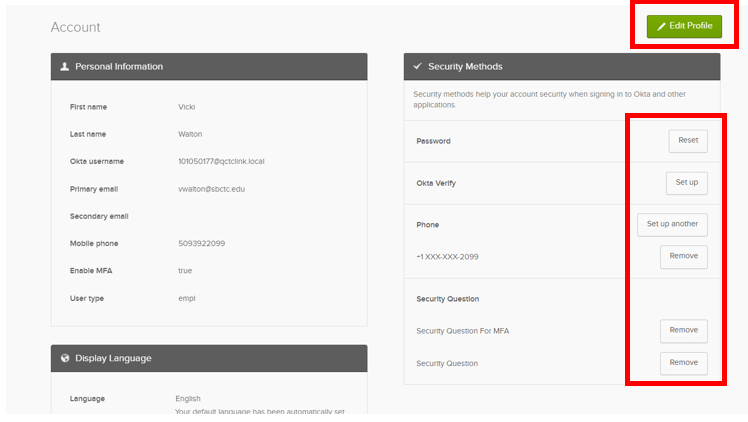 Account
Edit Profile
Personal Information
First name Vicki
Last name Walton
Okta username 101050177@qctclink.local
Primary email vwalton@sbctc.edu
Secondary email
Mobile phone 5093922099
Enable MFA true
User type empl
Display Language
Language English
Your default language has been automatically set
Security Methods
Security methods help your account security when signing in to Okta and other
applications.
Password Reset
Okta Verify Set up
Phone Set up another
+1 XXX-XXX-2099 Remove
Security Question
Security Question For MFA Remove
Security Question Remove